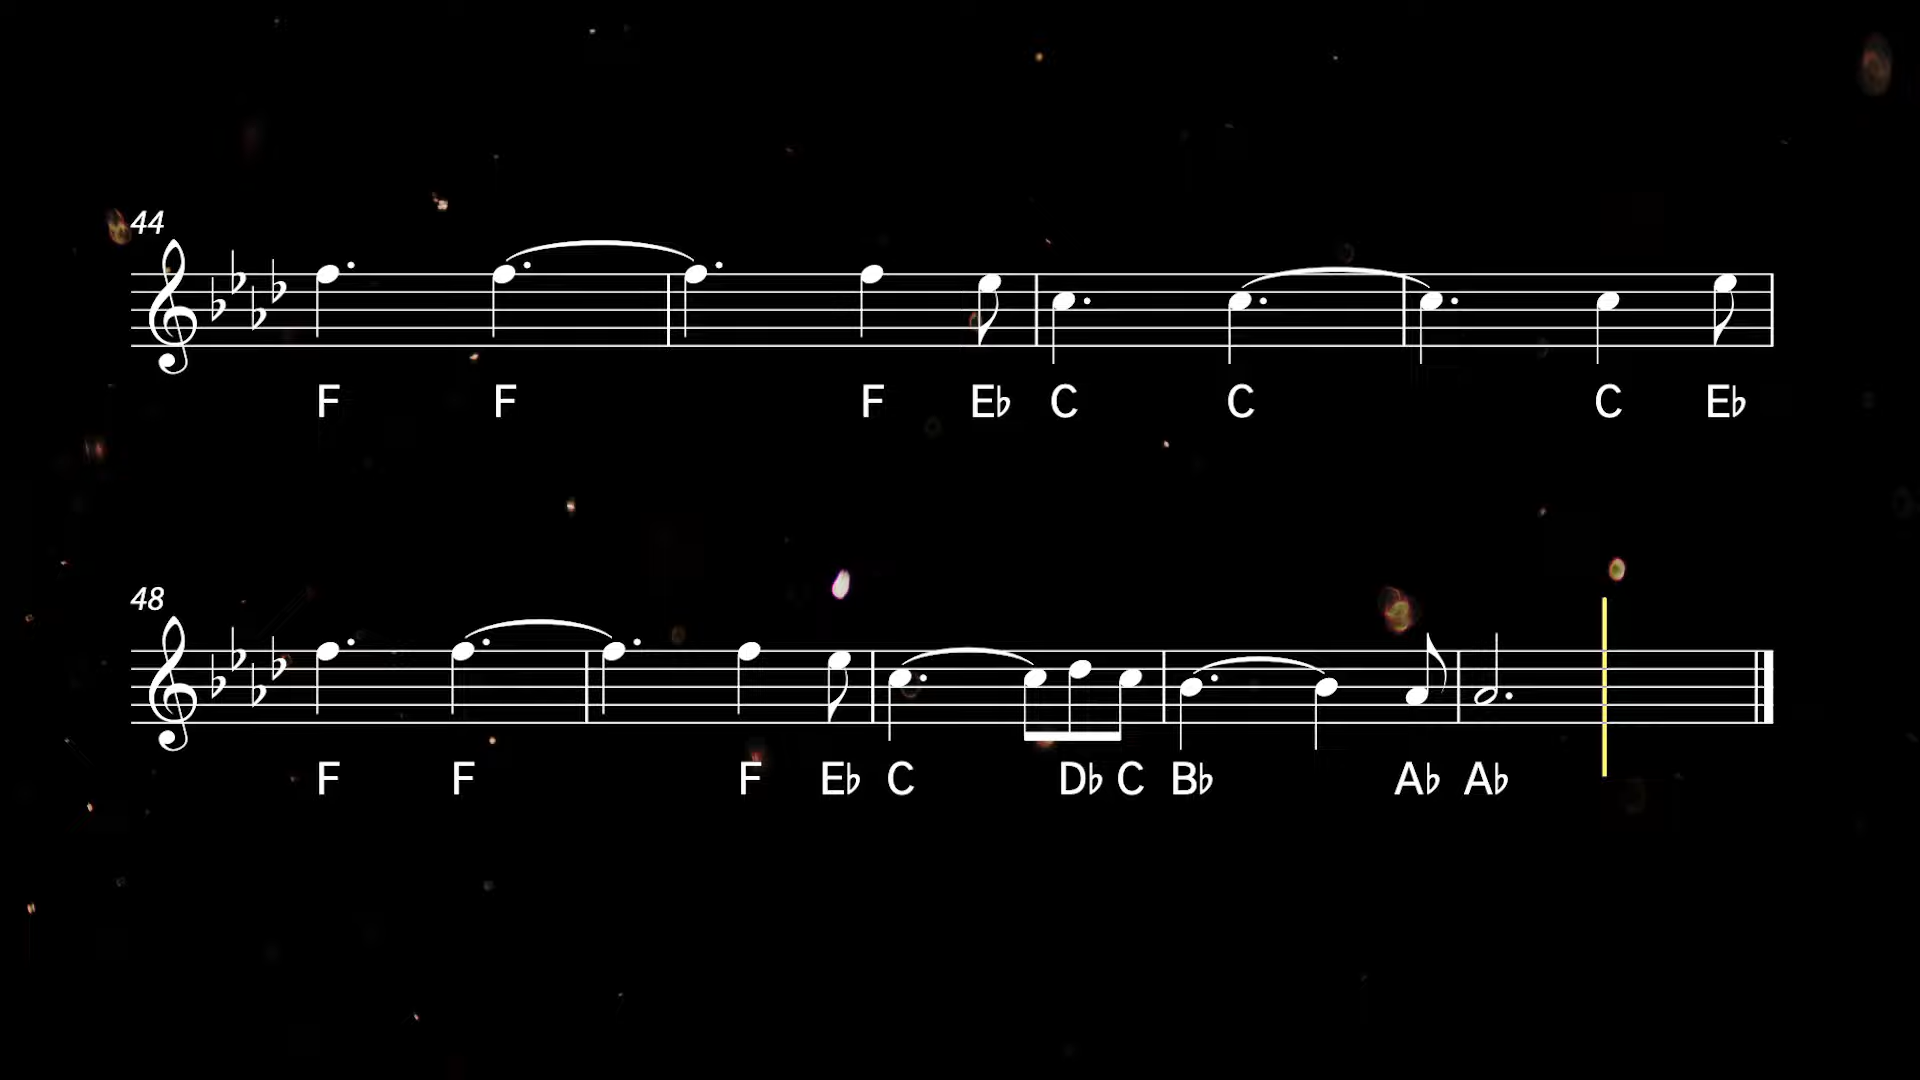 44
F F F E♭ C C C E♭
48
F F F E♭ C D♭ C B♭ A♭ A♭